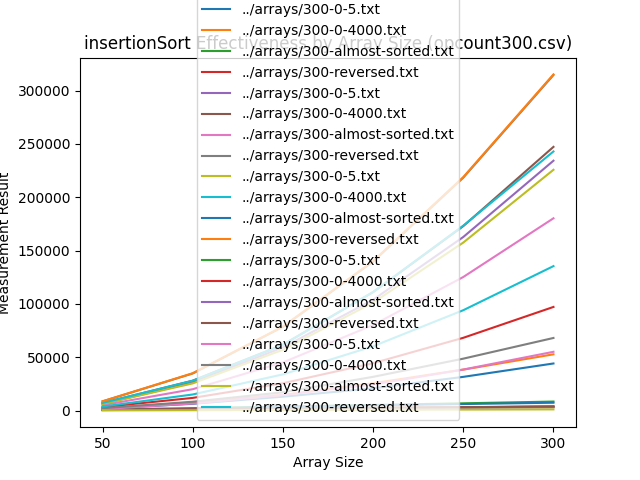 ../arrays/300-0-5.txt
../arrays/300-0-4000.txt
insertionSort Effectiveness by Array Size (opcount300.csv)
../arrays/300-almost-sorted.txt
../arrays/300-reversed.txt
../arrays/300-0-5.txt
../arrays/300-0-4000.txt
../arrays/300-almost-sorted.txt
../arrays/300-reversed.txt
../arrays/300-0-5.txt
../arrays/300-0-4000.txt
../arrays/300-almost-sorted.txt
../arrays/300-reversed.txt
../arrays/300-0-5.txt
../arrays/300-0-4000.txt
../arrays/300-almost-sorted.txt
../arrays/300-reversed.txt
../arrays/300-0-5.txt
../arrays/300-0-4000.txt
../arrays/300-almost-sorted.txt
../arrays/300-reversed.txt
300000
250000
200000
150000
100000
50000
0
Measurement Result
50
100
150
200
250
300
Array Size